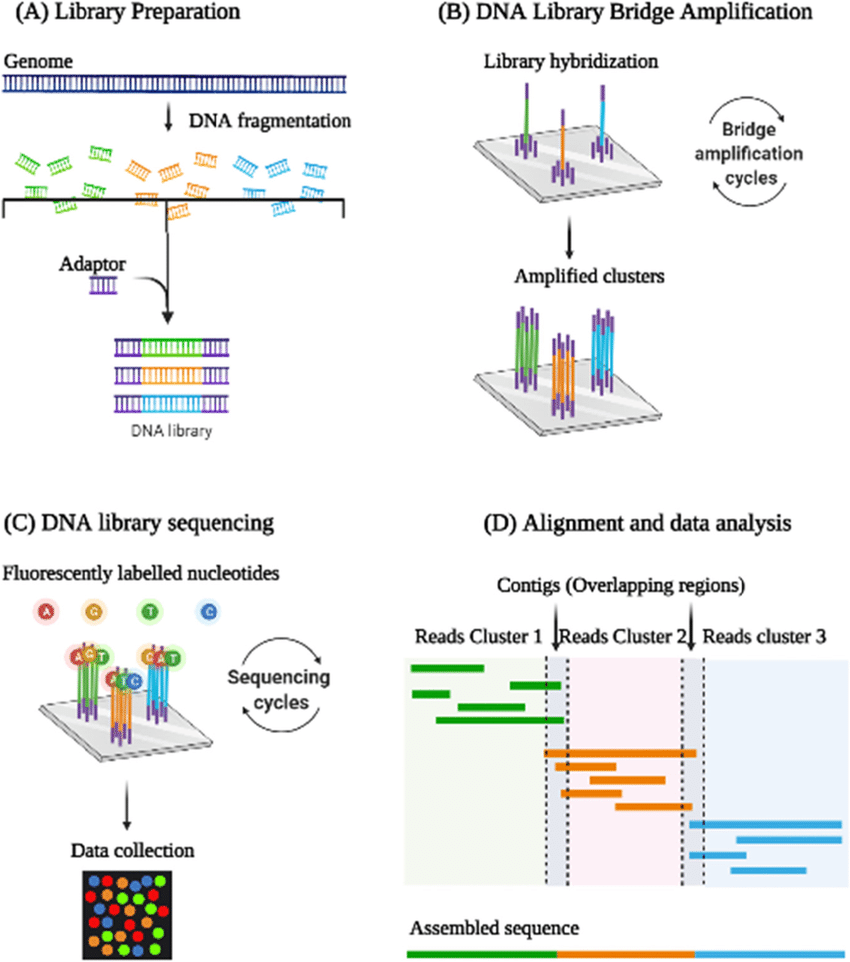 (A) Library Preparation
Genome
DNA fragmentation
Adaptor
DNA library
(B) DNA Library Bridge Amplification
Library hybridization
Bridge
amplification
cycles
Amplified clusters
(C) DNA library sequencing
Fluorescently labelled nucleotides
A G T C
A G T G A T
A T C
Sequencing
cycles
Data collection
(D) Alignment and data analysis
Contigs (Overlapping regions)
Reads Cluster 1 Reads Cluster 2 Reads cluster 3
Assembled sequence